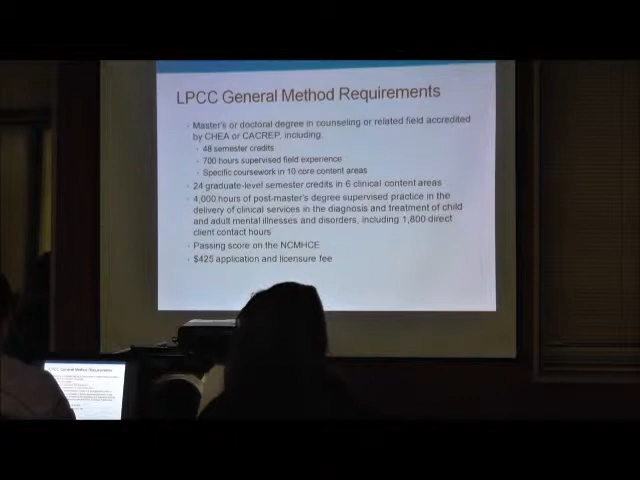 LPCC General Method Requirements
Master's or doctoral degree in counseling or related field accredited
by CHEA or CACREP, including:
48 semester credits
700 hours supervised field experience
Specific coursework in 10 core content areas
24 graduate-level semester credits in 6 clinical content areas
4,000 hours of post-master's degree supervised practice in the
delivery of clinical services in the diagnosis and treatment of child
and adult mental illnesses and disorders, including 1,800 direct
client contact hours
Passing score on the NCMHCE
$425 application and licensure fee
LPCC General Method Requirements